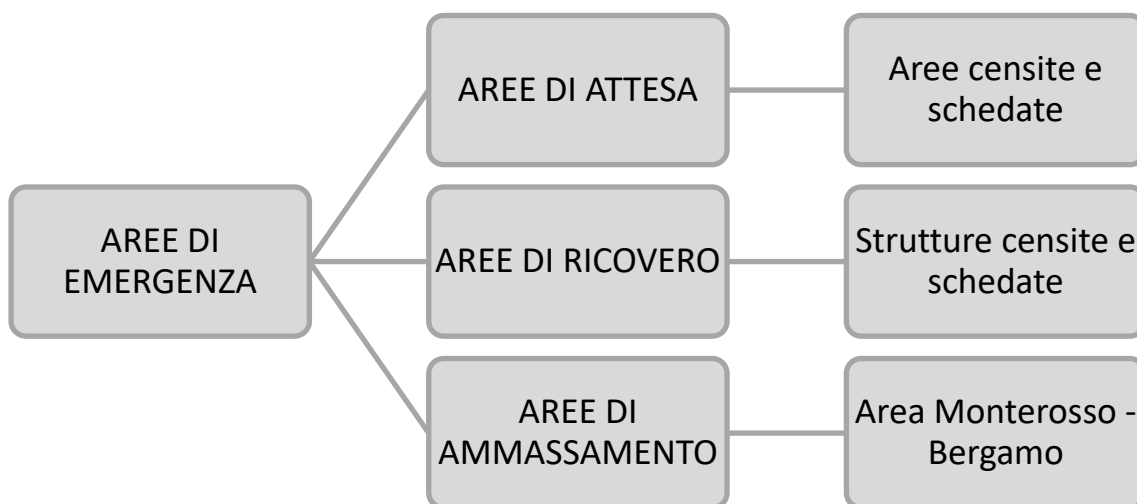 AREE DI
EMERGENZA
AREE DI ATTESA
Aree censite e
schedate
AREE DI RICOVERO
Strutture censite e
schedate
AREE DI
AMMASSAMENTO
Area Monterosso -
Bergamo